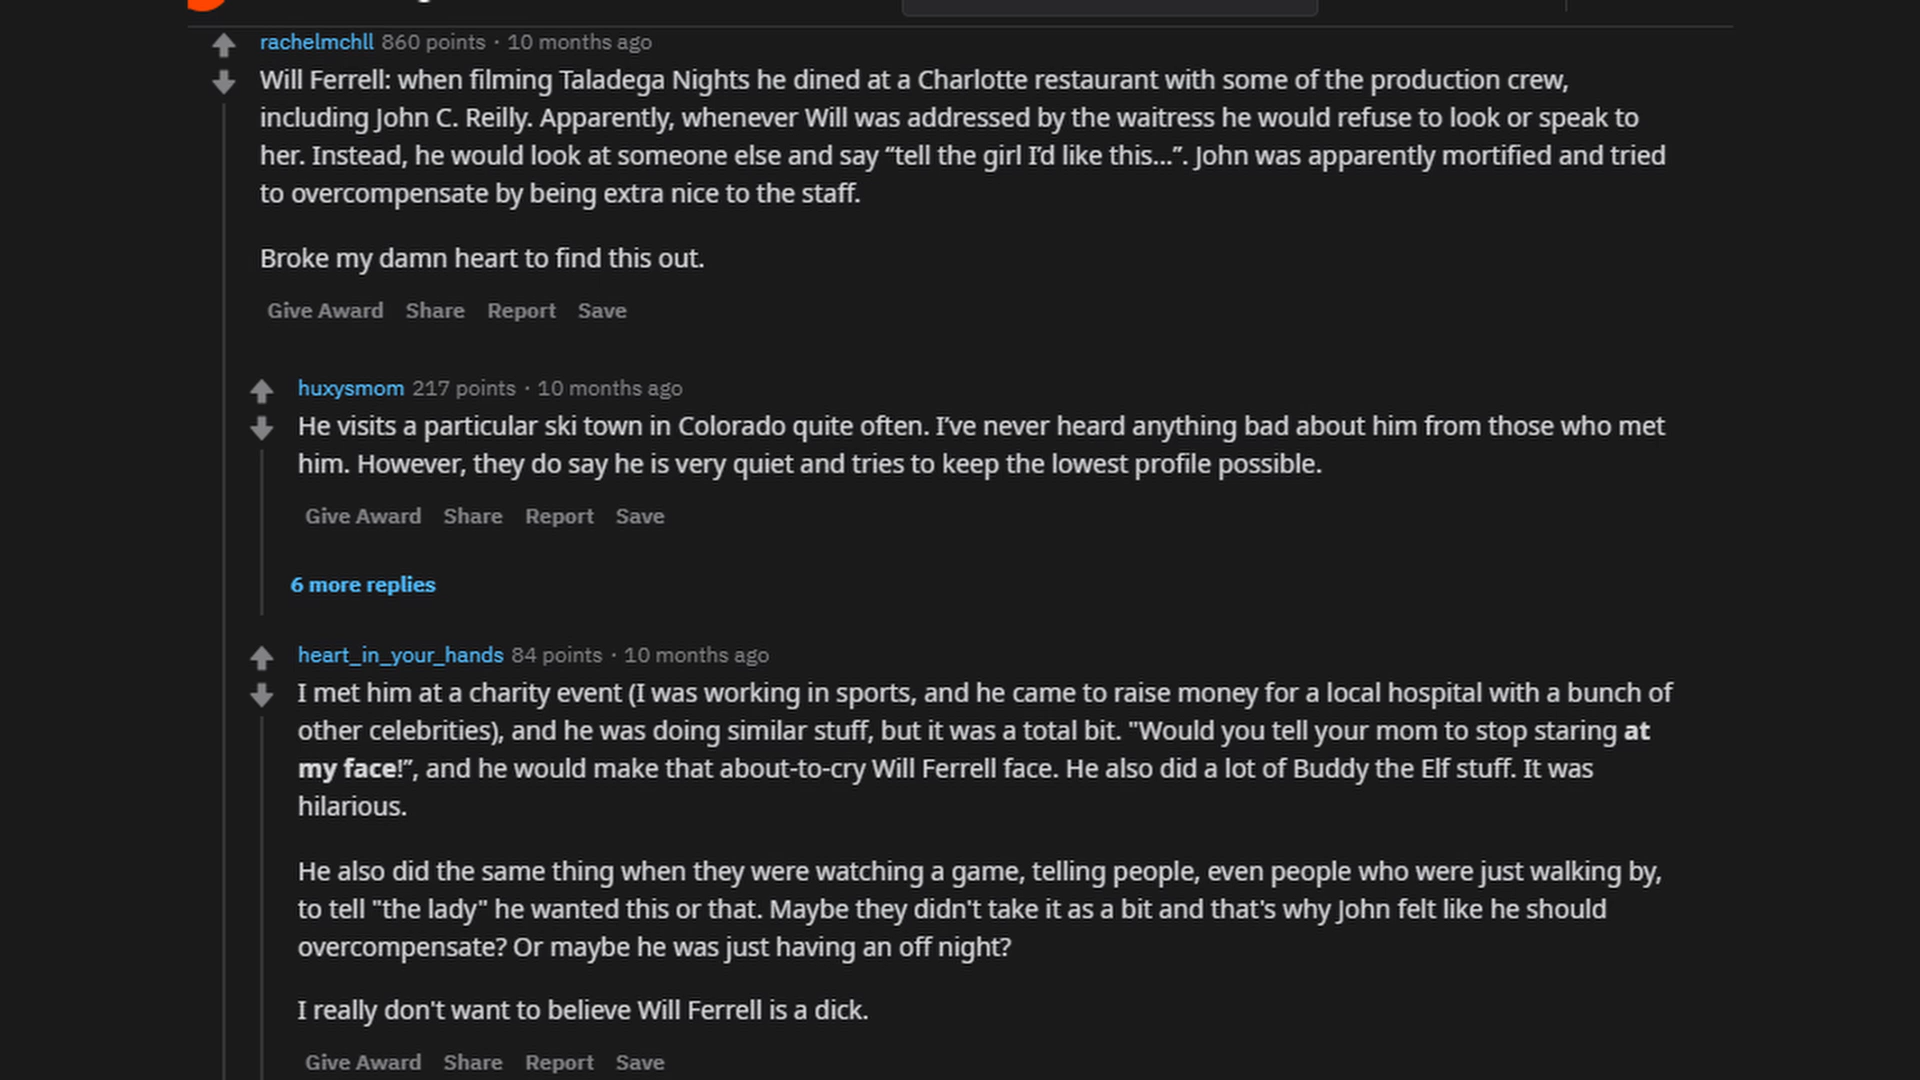 rachelmchll 860 points · 10 months ago
Will Ferrell: when filming Taladega Nights he dined at a Charlotte restaurant with some of the production crew,
including John C. Reilly. Apparently, whenever Will was addressed by the waitress he would refuse to look or speak to
her. Instead, he would look at someone else and say “tell the girl I’d like this...”. John was apparently mortified and tried
to overcompensate by being extra nice to the staff.
Broke my damn heart to find this out.
Give Award Share Report Save
huxysmom 217 points · 10 months ago
He visits a particular ski town in Colorado quite often. I’ve never heard anything bad about him from those who met
him. However, they do say he is very quiet and tries to keep the lowest profile possible.
Give Award Share Report Save
6 more replies
heart_in_your_hands 84 points · 10 months ago
I met him at a charity event (I was working in sports, and he came to raise money for a local hospital with a bunch of
other celebrities), and he was doing similar stuff, but it was a total bit. "Would you tell your mom to stop staring at
my face!”, and he would make that about-to-cry Will Ferrell face. He also did a lot of Buddy the Elf stuff. It was
hilarious.
He also did the same thing when they were watching a game, telling people, even people who were just walking by,
to tell "the lady" he wanted this or that. Maybe they didn't take it as a bit and that's why John felt like he should
overcompensate? Or maybe he was just having an off night?
I really don't want to believe Will Ferrell is a dick.
Give Award Share Report Save